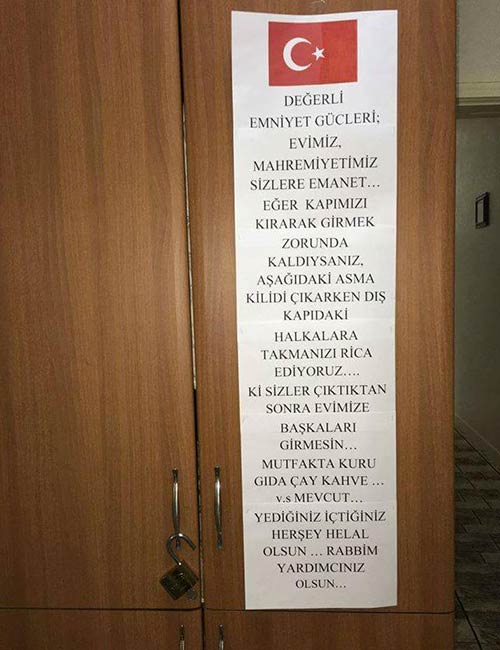 DEĞERLİ
EMNİYET GÜCLERİ;
EVİMİZ,
MAHREMİYETİMİZ
SİZLERE EMANET…
EĞER KAPIMIZI
KIRARAK GİRMEK
ZORUNDA
KALDIYSANIZ,
AŞAĞIDAKİ ASMA
KİLİDİ ÇIKARKEN DIŞ
KAPIDAKİ
HALKALARA
TAKMANIZI RİCA
EDİYORUZ….
Kİ SİZLER ÇIKTIKTAN
SONRA EVİMİZE
BAŞKALARI
GİRMESİN…
MUTFAKTA KURU
GIDA ÇAY KAHVE …
v.s MEVCUT…
YEDİĞİNİZ İÇTİĞİNİZ
HERŞEY HELAL
OLSUN … RABBİM
YARDIMCINIZ
OLSUN…